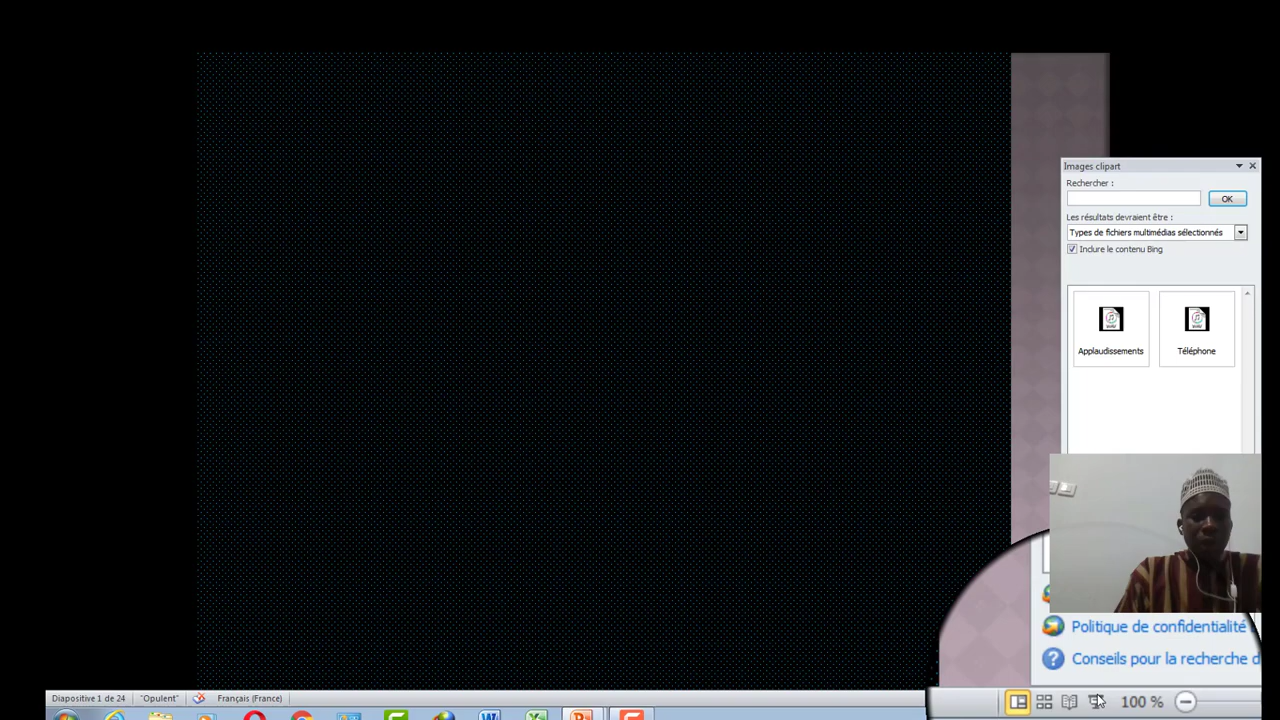 Images clipart
Rechercher :
OK
Les résultats devraient être :
Types de fichiers multimédias sélectionnés
Inclure le contenu Bing
Applaudissements
Téléphone
Politique de confidentialité
Conseils pour la recherche d
Diapositive 1 de 24
"Opulent"
Français (France)
100 %